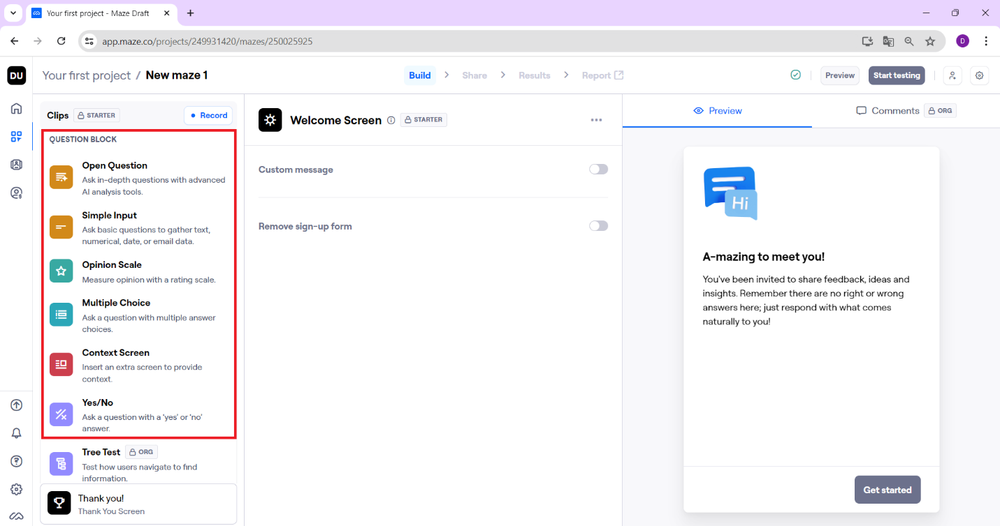 Your first project - Maze Draft
app.maze.co/projects/249931420/mazes/250025925
D
DU
Your first project / New maze 1
Build
Share
Results
Report
Preview
Start testing
Clips
STARTER
Record
QUESTION BLOCK
Open Question
Ask in-depth questions with advanced
AI analysis tools.
Simple Input
Ask basic questions to gather text,
numerical, date, or email data.
Opinion Scale
Measure opinion with a rating scale.
Multiple Choice
Ask a question with multiple answer
choices.
Context Screen
Insert an extra screen to provide
context.
Yes/No
Ask a question with a ‘yes’ or ‘no’
answer.
Tree Test
ORG
Test how users navigate to find
information.
Thank you!
Thank You Screen
Welcome Screen
STARTER
Custom message
Remove sign-up form
Preview
Comments
ORG
Hi
A-mazing to meet you!
You've been invited to share feedback, ideas and
insights. Remember there are no right or wrong
answers here; just respond with what comes
naturally to you!
Get started